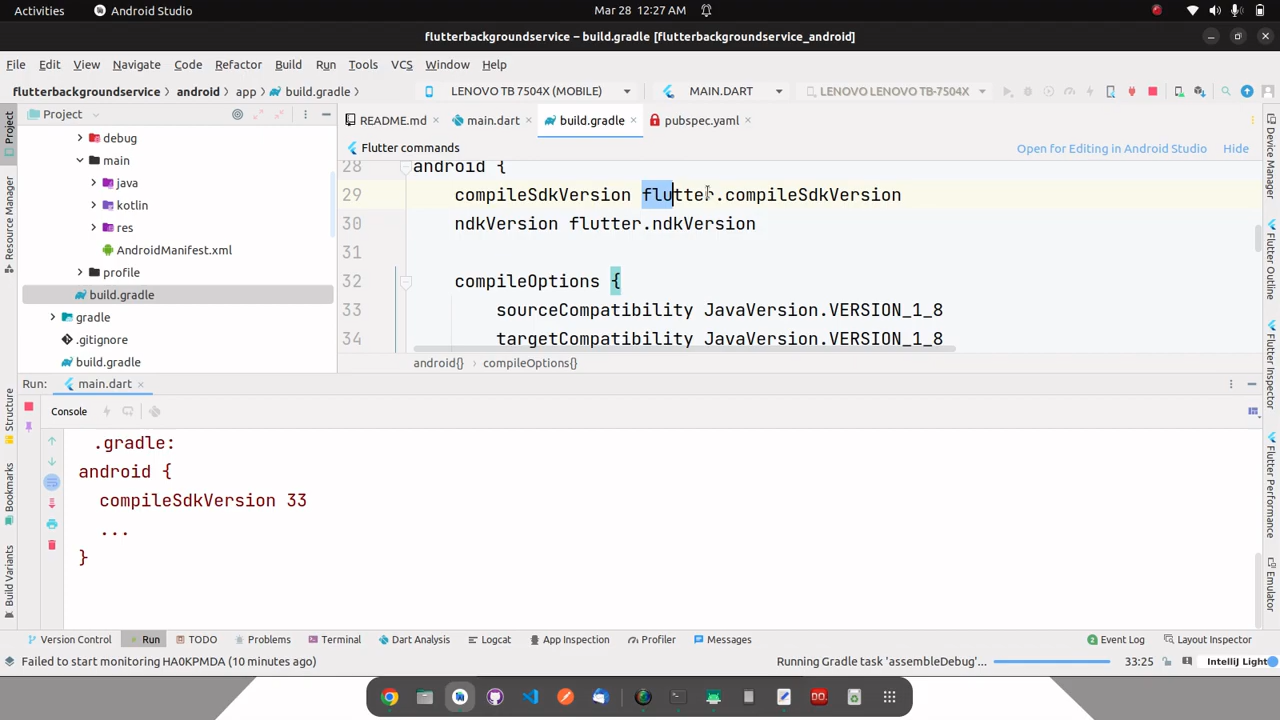 Activities
Android Studio
Mar 28 12:27 AM
flutterbackgroundservice – build.gradle [flutterbackgroundservice_android]
File Edit View Navigate Code Refactor Build Run Tools VCS Window Help
flutterbackgroundservice android app build.gradle
LENOVO TB 7504X (MOBILE)
MAIN.DART
LENOVO LENOVO TB-7504X
Project
README.md
main.dart
build.gradle
pubspec.yaml
debug
main
java
kotlin
res
AndroidManifest.xml
profile
build.gradle
gradle
.gitignore
build.gradle
Flutter commands
Open for Editing in Android Studio Hide
28 android {
29 compileSdkVersion flutter.compileSdkVersion
30 ndkVersion flutter.ndkVersion
31
32 compileOptions {
33 sourceCompatibility JavaVersion.VERSION_1_8
34 targetCompatibility JavaVersion.VERSION_1_8
android{} › compileOptions{}
Project
Resource Manager
Structure
Bookmarks
Build Variants
Device Manager
Flutter Outline
Flutter Inspector
Flutter Performance
Emulator
Run: main.dart
Console
.gradle:
android {
compileSdkVersion 33
...
}
Version Control Run TODO Problems Terminal Dart Analysis Logcat App Inspection Profiler Messages
Event Log Layout Inspector
Failed to start monitoring HA0KPMDA (10 minutes ago)
Running Gradle task 'assembleDebug'...
33:25
IntelliJ Light
DO.